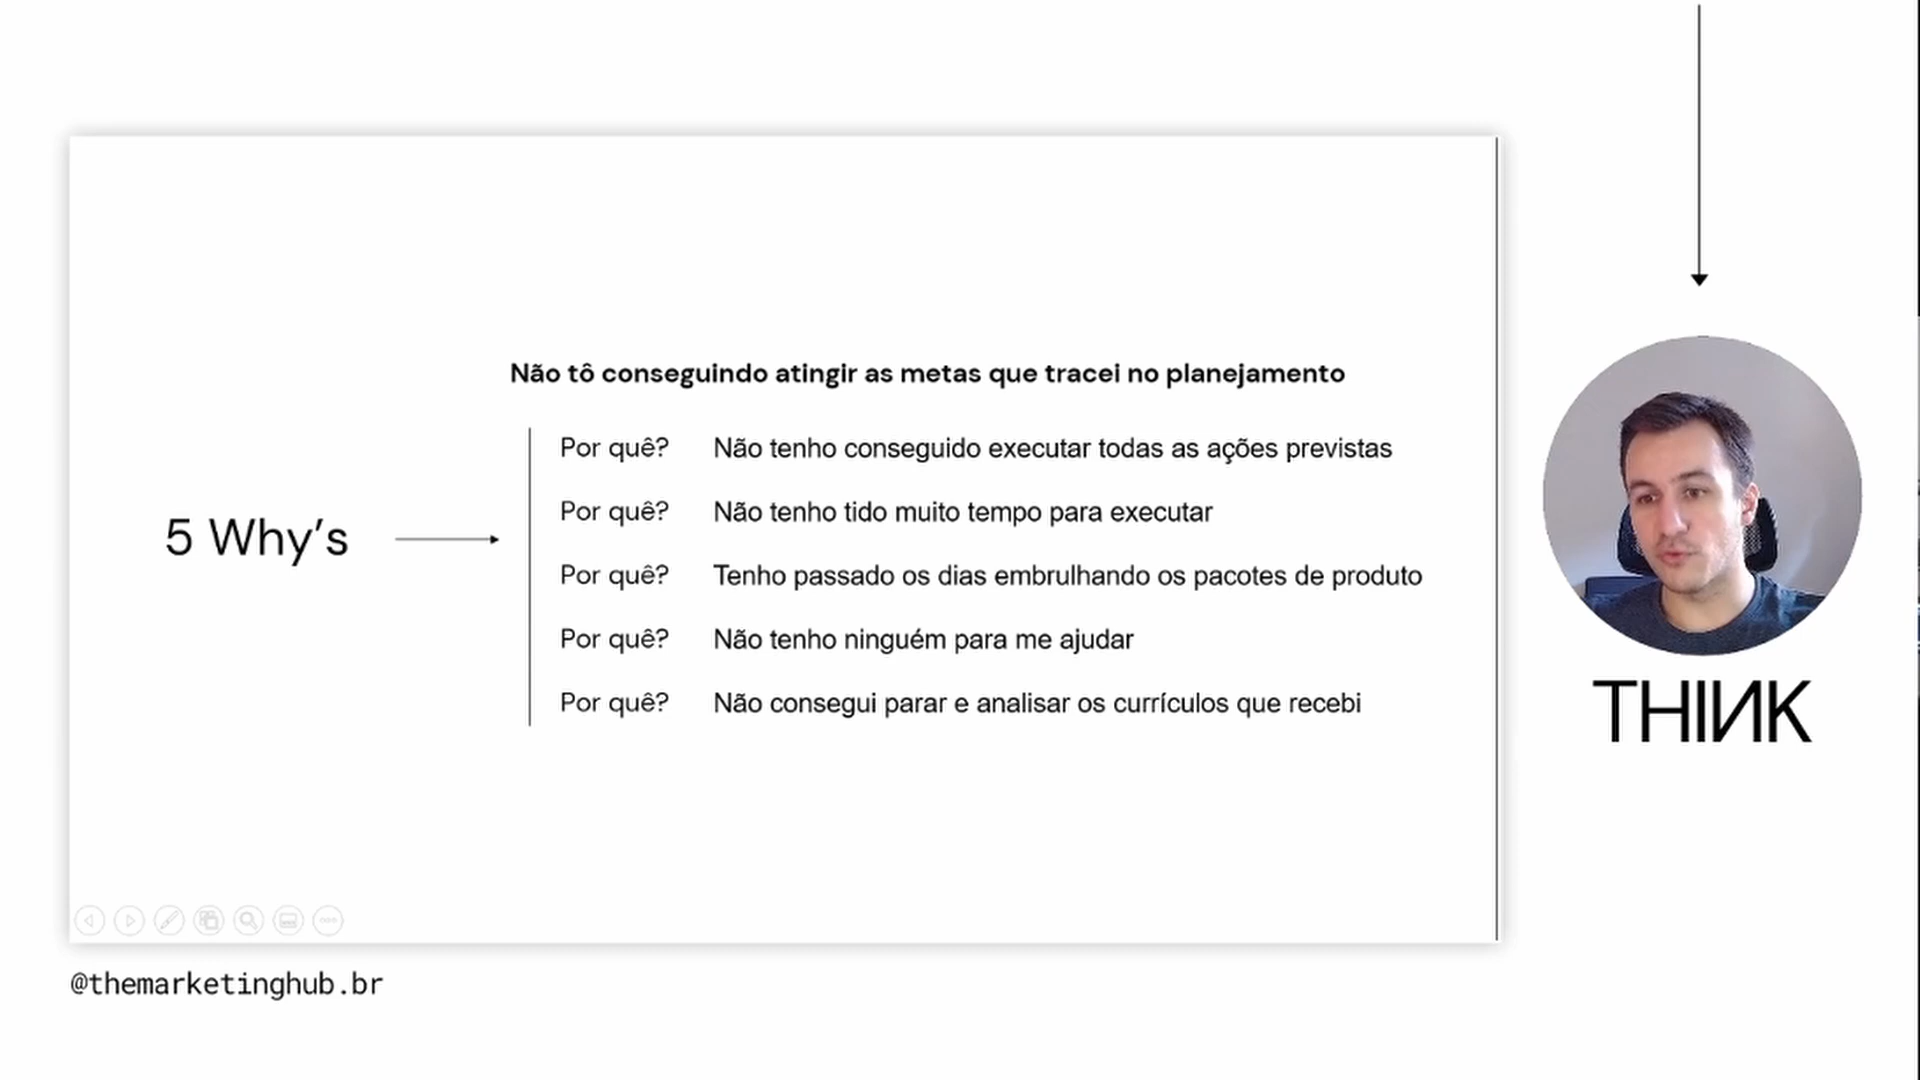 Não tô conseguindo atingir as metas que tracei no planejamento
5 Why's
Por quê? Não tenho conseguido executar todas as ações previstas
Por quê? Não tenho tido muito tempo para executar
Por quê? Tenho passado os dias embrulhando os pacotes de produto
Por quê? Não tenho ninguém para me ajudar
Por quê? Não consegui parar e analisar os currículos que recebi
THIИK
@themarketinghub.br